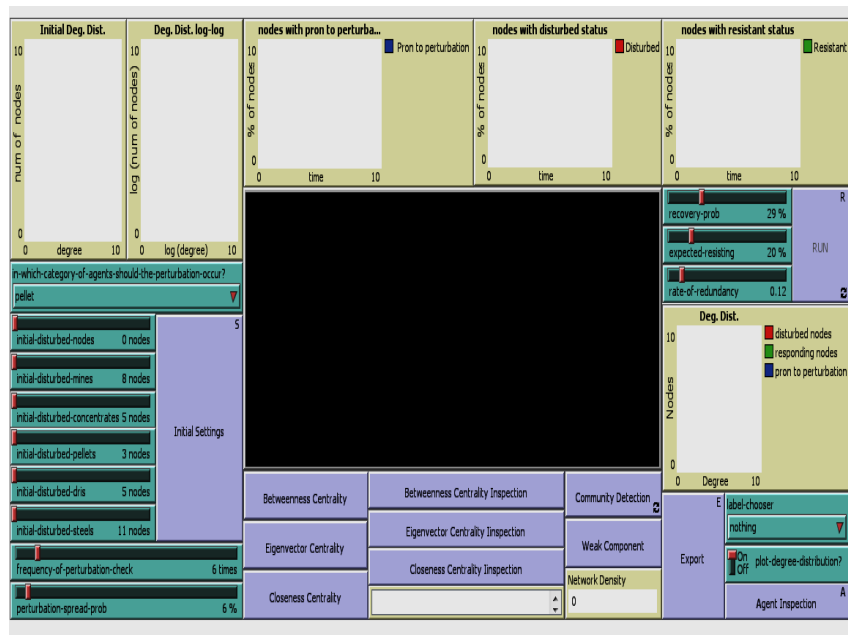 Initial Deg. Dist.
10
num of nodes
0
0 degree 10
Deg. Dist. log-log
10
log (num of nodes)
0
0 log (degree) 10
nodes with pron to perturba...
10
% of nodes
0
0 time 10
Pron to perturbation
nodes with disturbed status
10
% of nodes
0
0 time 10
Disturbed
nodes with resistant status
10
% of nodes
0
0 time 10
Resistant
recovery-prob 29 %
expected-resisting 20 %
rate-of-redundancy 0.12
R
RUN
in-which-category-of-agents-should-the-perturbation-occur?
pellet
initial-disturbed-nodes 0 nodes
initial-disturbed-mines 8 nodes
initial-disturbed-concentrates 5 nodes
initial-disturbed-pellets 3 nodes
initial-disturbed-dris 5 nodes
initial-disturbed-steels 11 nodes
S
Initial Settings
frequency-of-perturbation-check 6 times
perturbation-spread-prob 6 %
Betweenness Centrality
Eigenvector Centrality
Closeness Centrality
Betweenness Centrality Inspection
Eigenvector Centrality Iinspection
Closeness Centrality Inspection
Community Detection
Weak Component
Network Density
0
Deg. Dist.
10
Nodes
0
0 Degree 10
disturbed nodes
responding nodes
pron to perturbation
E
Export
label-chooser
nothing
On
Off
plot-degree-distribution?
A
Agent Inspection